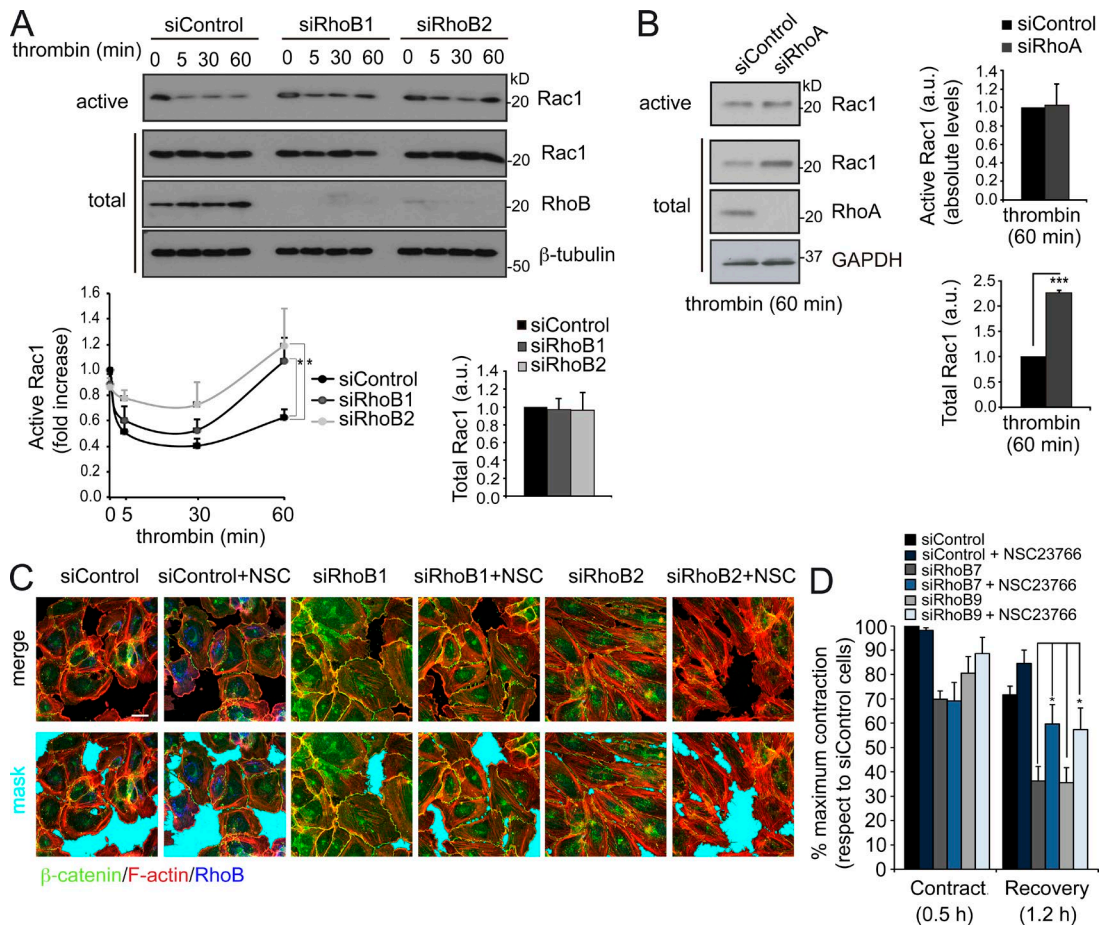 A
siControl siRhoB1 siRhoB2
thrombin (min)
0 5 30 60 0 5 30 60 0 5 30 60
kD
active
20
Rac1
total
20
Rac1
20
RhoB
50
β-tubulin
Active Rac1
(fold increase)
1.6
1.4
1.2
1.0
0.8
0.6
0.4
0.2
0.0
**
siControl
siRhoB1
siRhoB2
0 5 30 60
thrombin (min)
siControl
siRhoB1
siRhoB2
Total Rac1 (a.u.)
1.4
1.2
1.0
0.8
0.6
0.4
0.2
0.0
B
siControl
siRhoA
kD
active
20
Rac1
total
20
Rac1
20
RhoA
37
GAPDH
thrombin (60 min)
siControl
siRhoA
Active Rac1 (a.u.)
(absolute levels)
1.4
1.2
1.0
0.8
0.6
0.4
0.2
0.0
thrombin
(60 min)
Total Rac1 (a.u.)
2.5
2.0
1.5
1.0
0.5
0.0
***
thrombin
(60 min)
C
siControl siControl+NSC siRhoB1 siRhoB1+NSC siRhoB2 siRhoB2+NSC
merge
mask
β-catenin/F-actin/RhoB
D
siControl
siControl + NSC23766
siRhoB7
siRhoB7 + NSC23766
siRhoB9
siRhoB9 + NSC23766
% maximum contraction
(respect to siControl cells)
100
90
80
70
60
50
40
30
20
10
0
* *
Contract. Recovery
(0.5 h) (1.2 h)